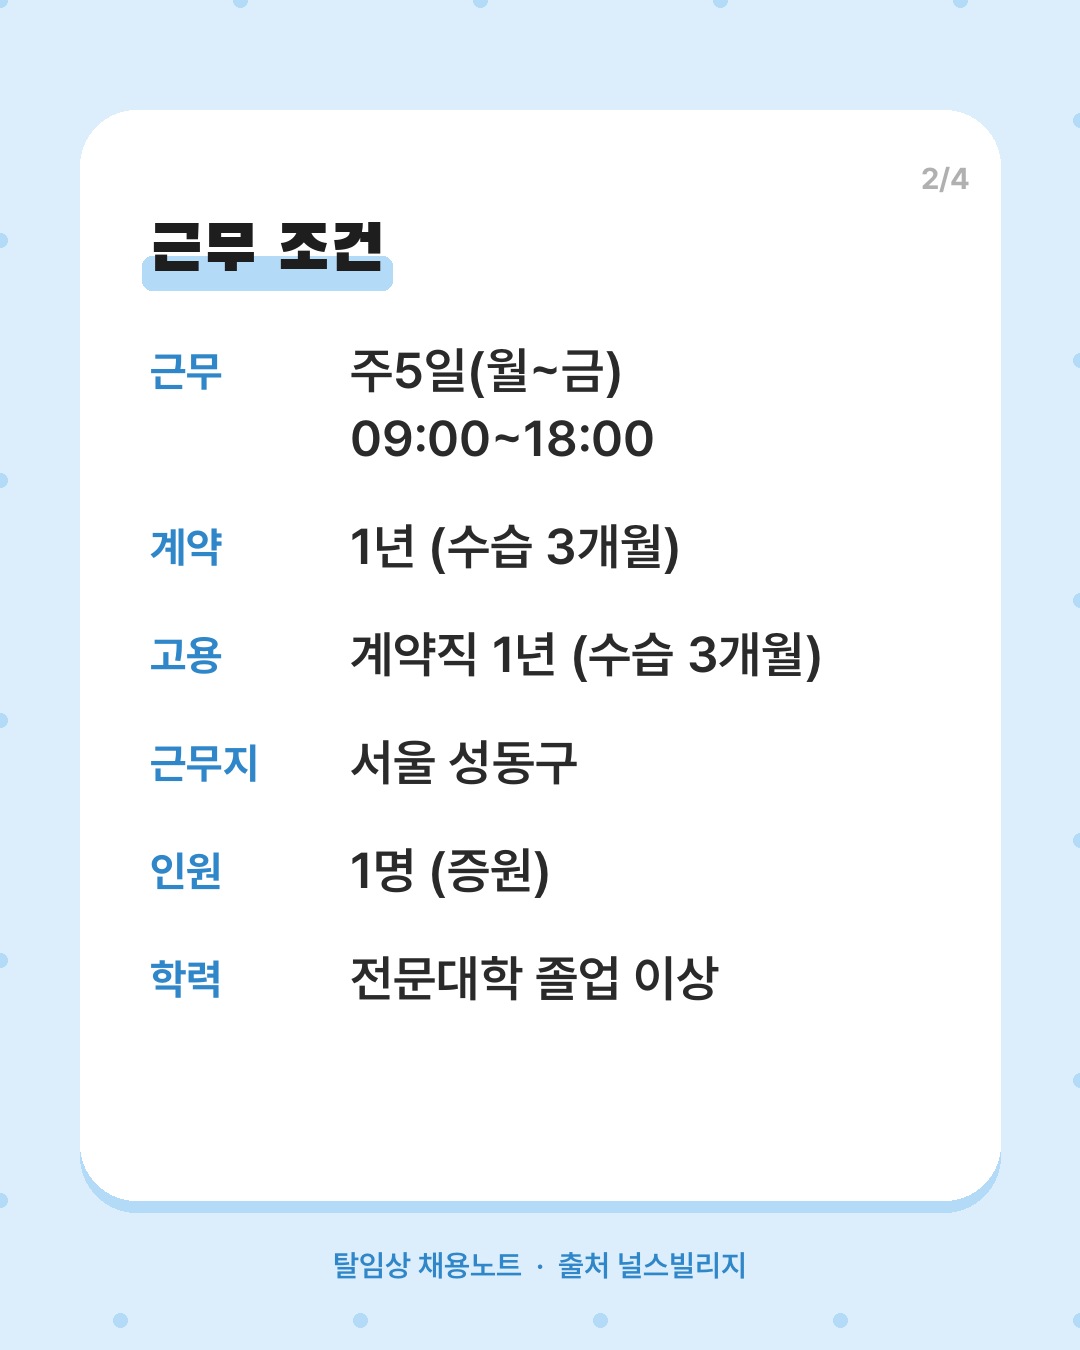 2/4
근무 조건
근무 주5일(월~금)
09:00~18:00
계약 1년 (수습 3개월)
고용 계약직 1년 (수습 3개월)
근무지 서울 성동구
인원 1명 (증원)
학력 전문대학 졸업 이상
탈임상 채용노트 · 출처 널스빌리지